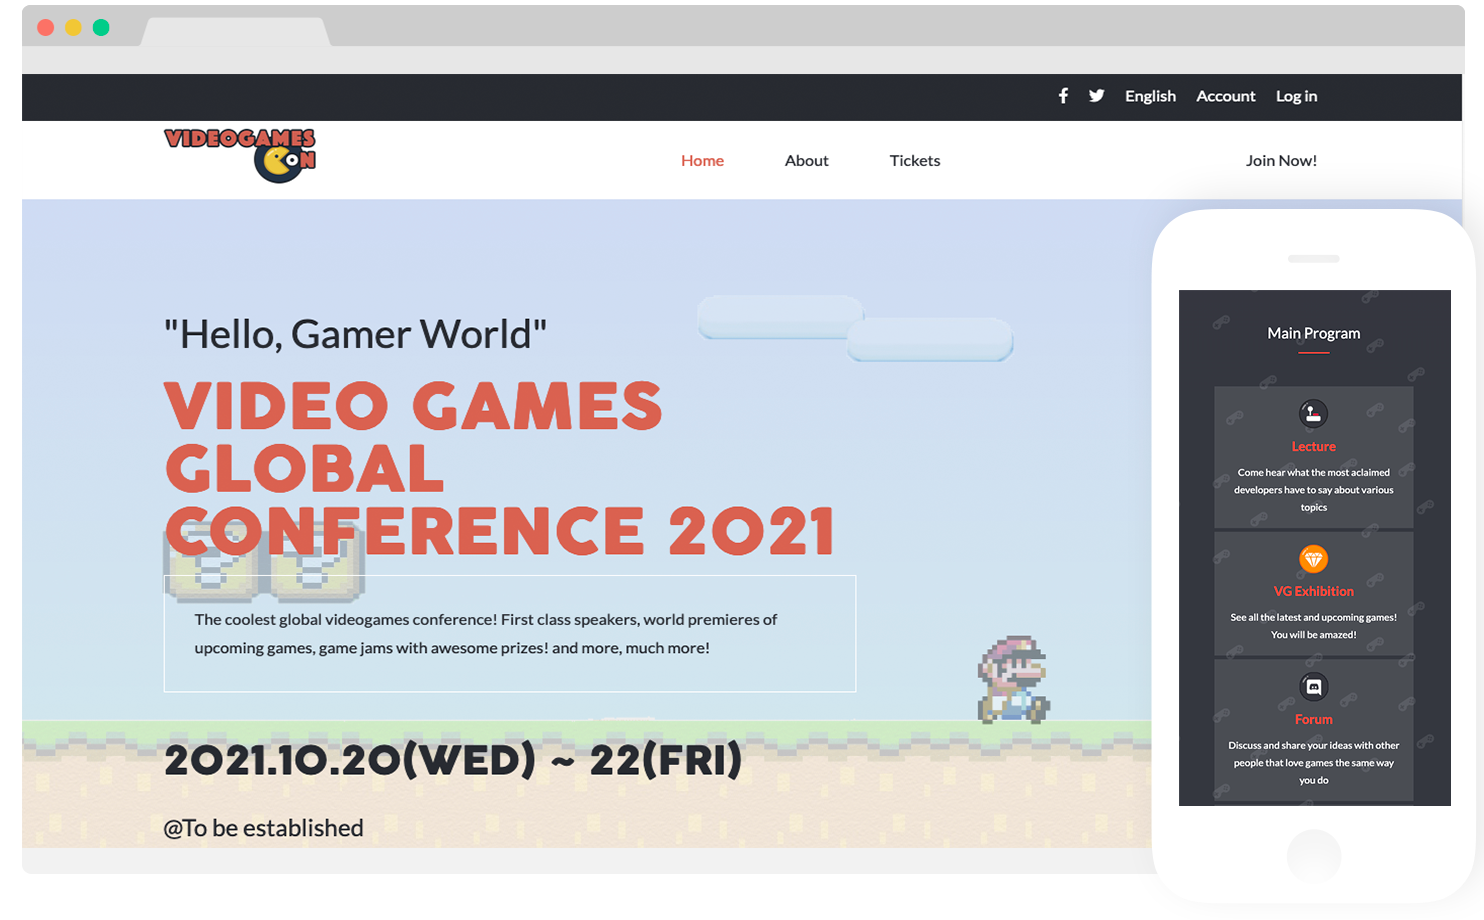 English Account Log in
VIDEOGAMES
CON
Home About Tickets Join Now!
"Hello, Gamer World"
VIDEO GAMES
GLOBAL
CONFERENCE 2021
The coolest global videogames conference! First class speakers, world premieres of
upcoming games, game jams with awesome prizes! and more, much more!
2021.10.20(WED) ~ 22(FRI)
@To be established
Main Program
Lecture
Come hear what the most aclaimed
developers have to say about various
topics
VG Exhibition
See all the latest and upcoming games!
You will be amazed!
Forum
Discuss and share your ideas with other
people that love games the same way
you do